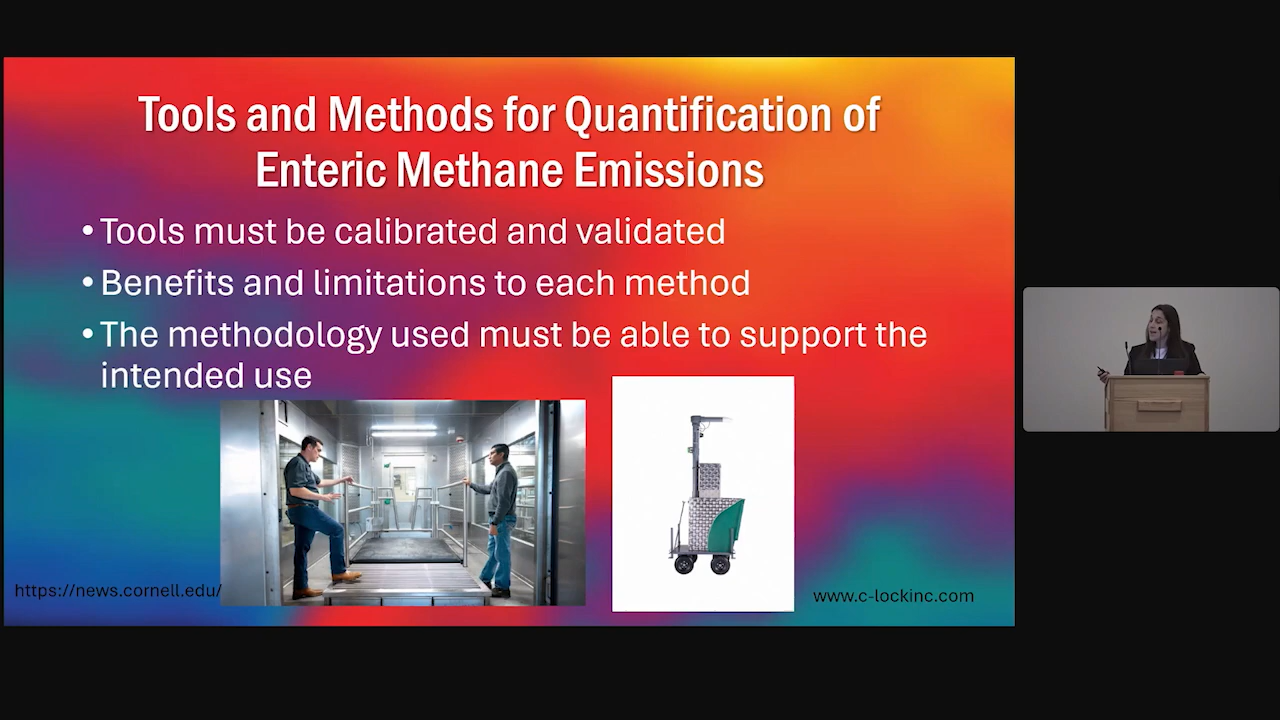 Tools and Methods for Quantification of
Enteric Methane Emissions
• Tools must be calibrated and validated
• Benefits and limitations to each method
• The methodology used must be able to support the
intended use
https://news.cornell.edu/
www.c-lockinc.com